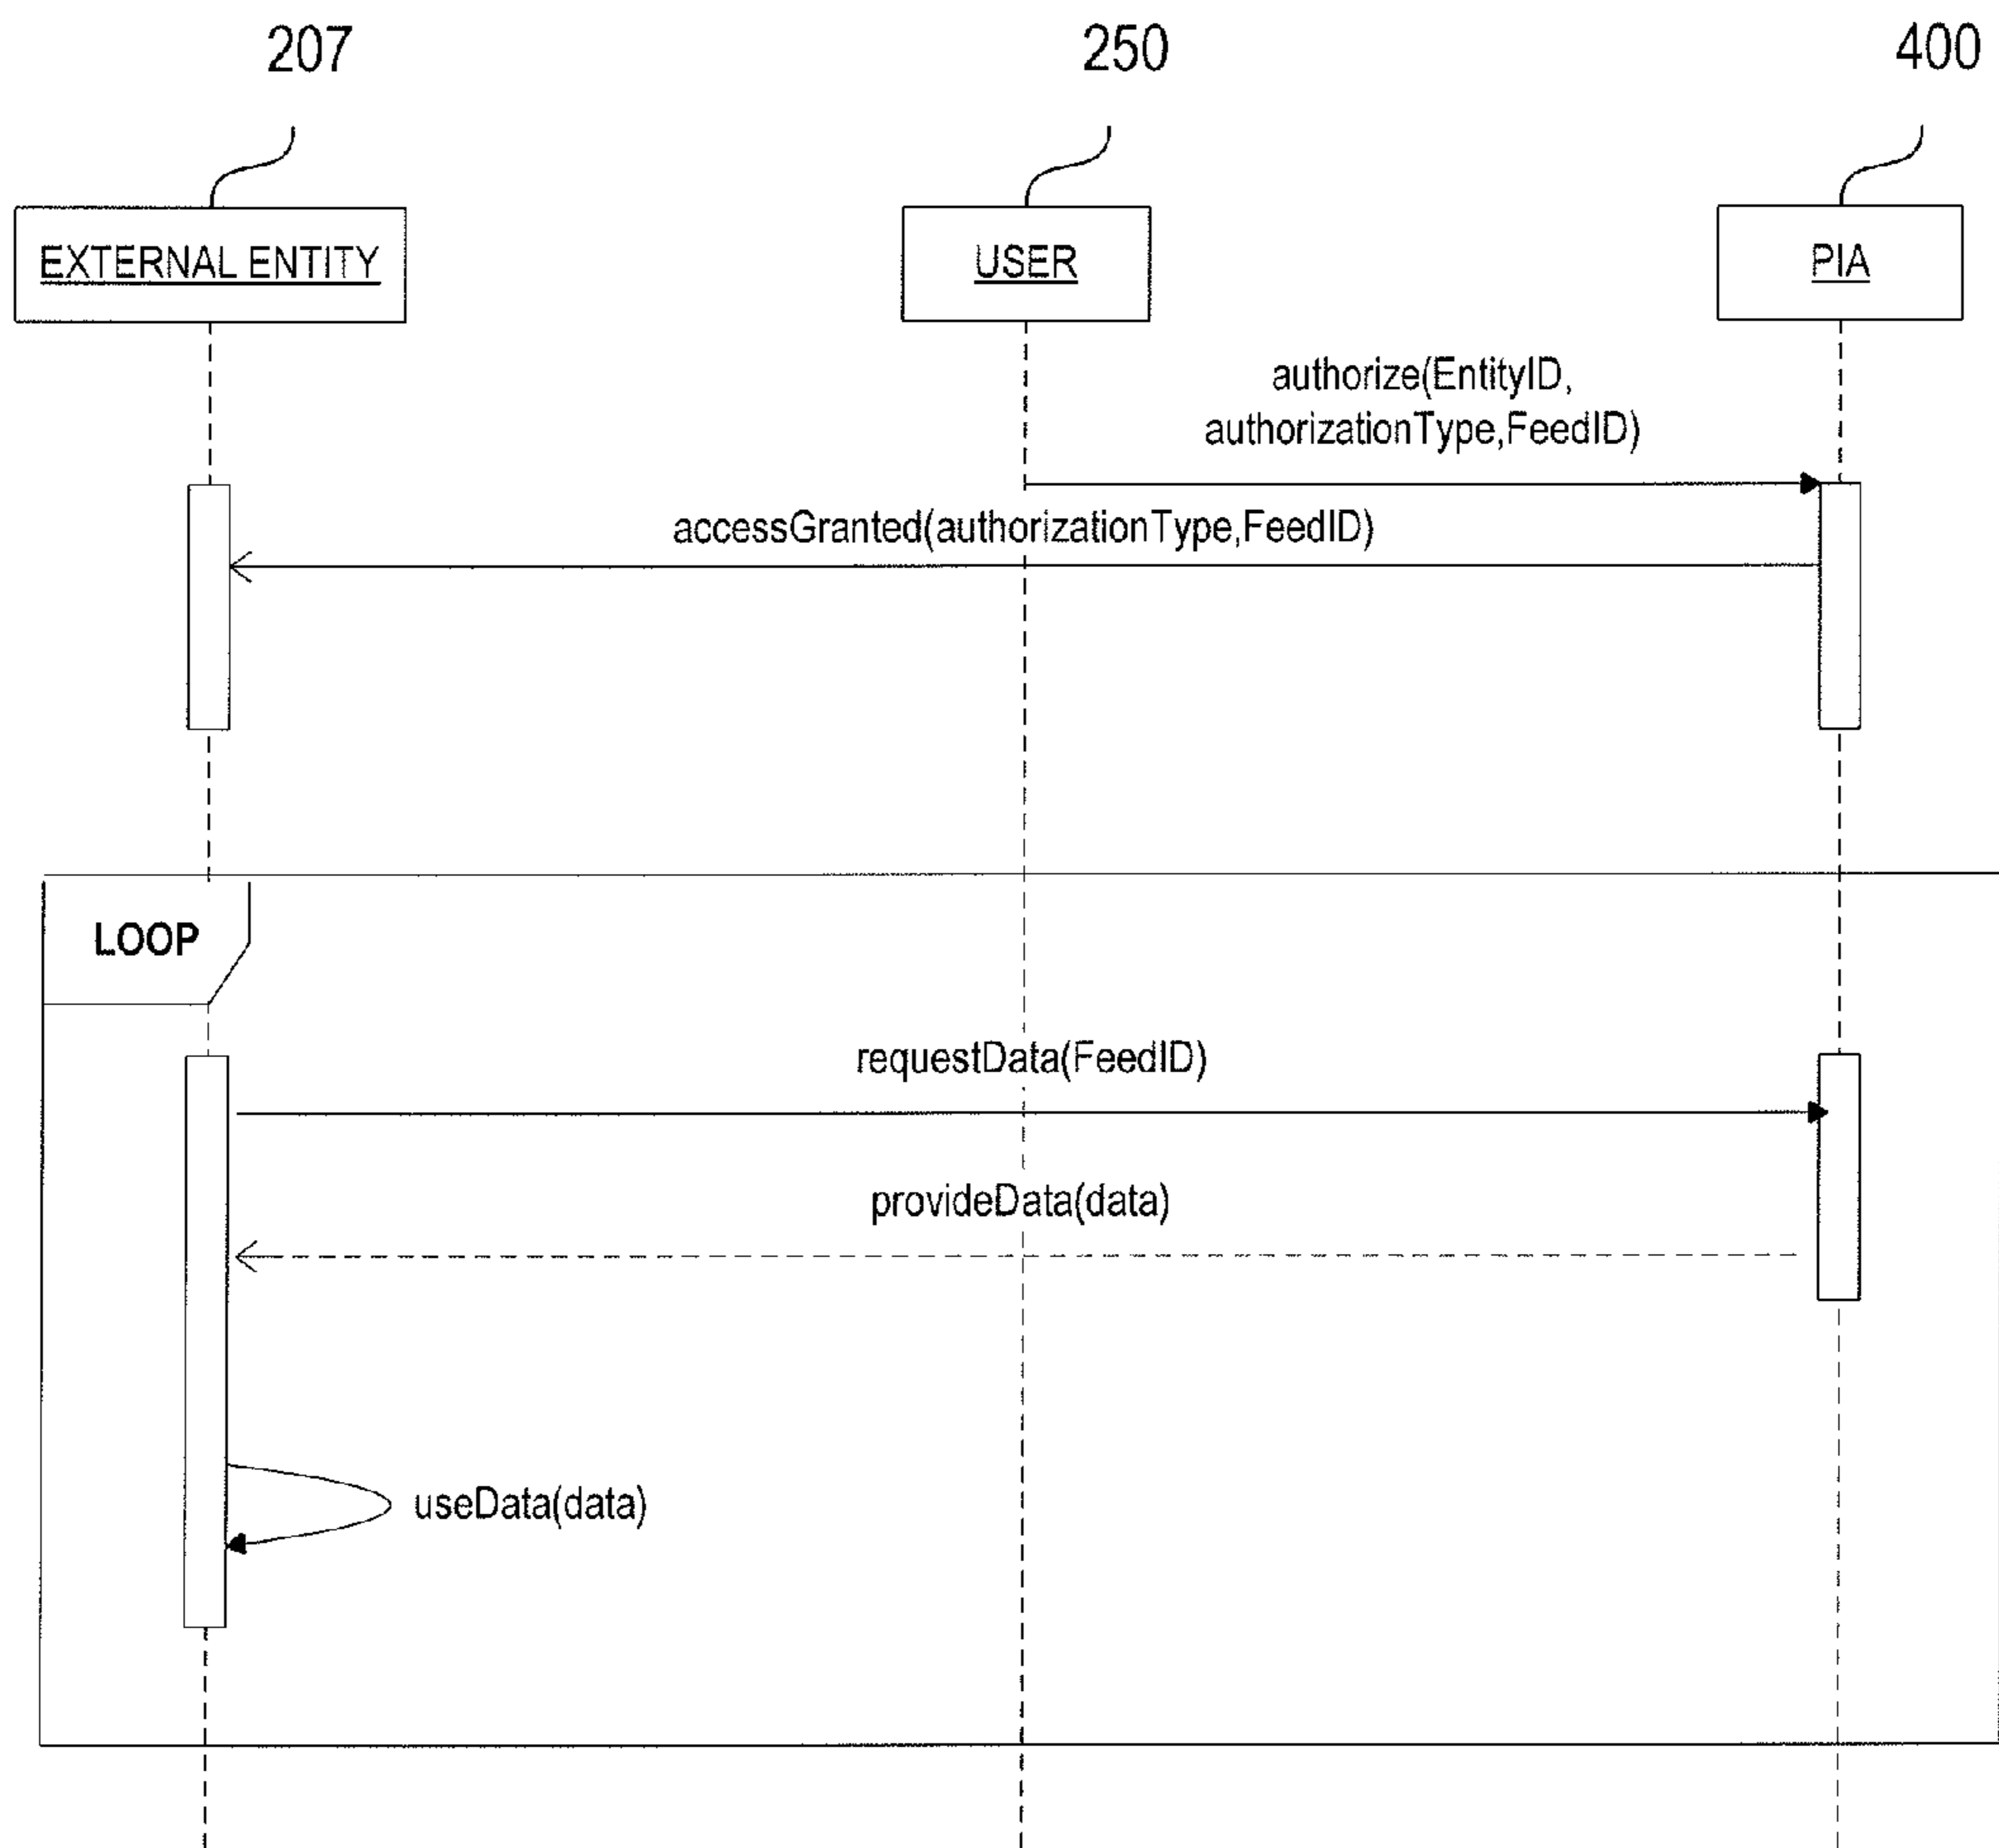 207
250
400
EXTERNAL ENTITY
USER
PIA
authorize(EntityID,
authorizationType,FeedID)
accessGranted(authorizationType,FeedID)
LOOP
requestData(FeedID)
provideData(data)
useData(data)